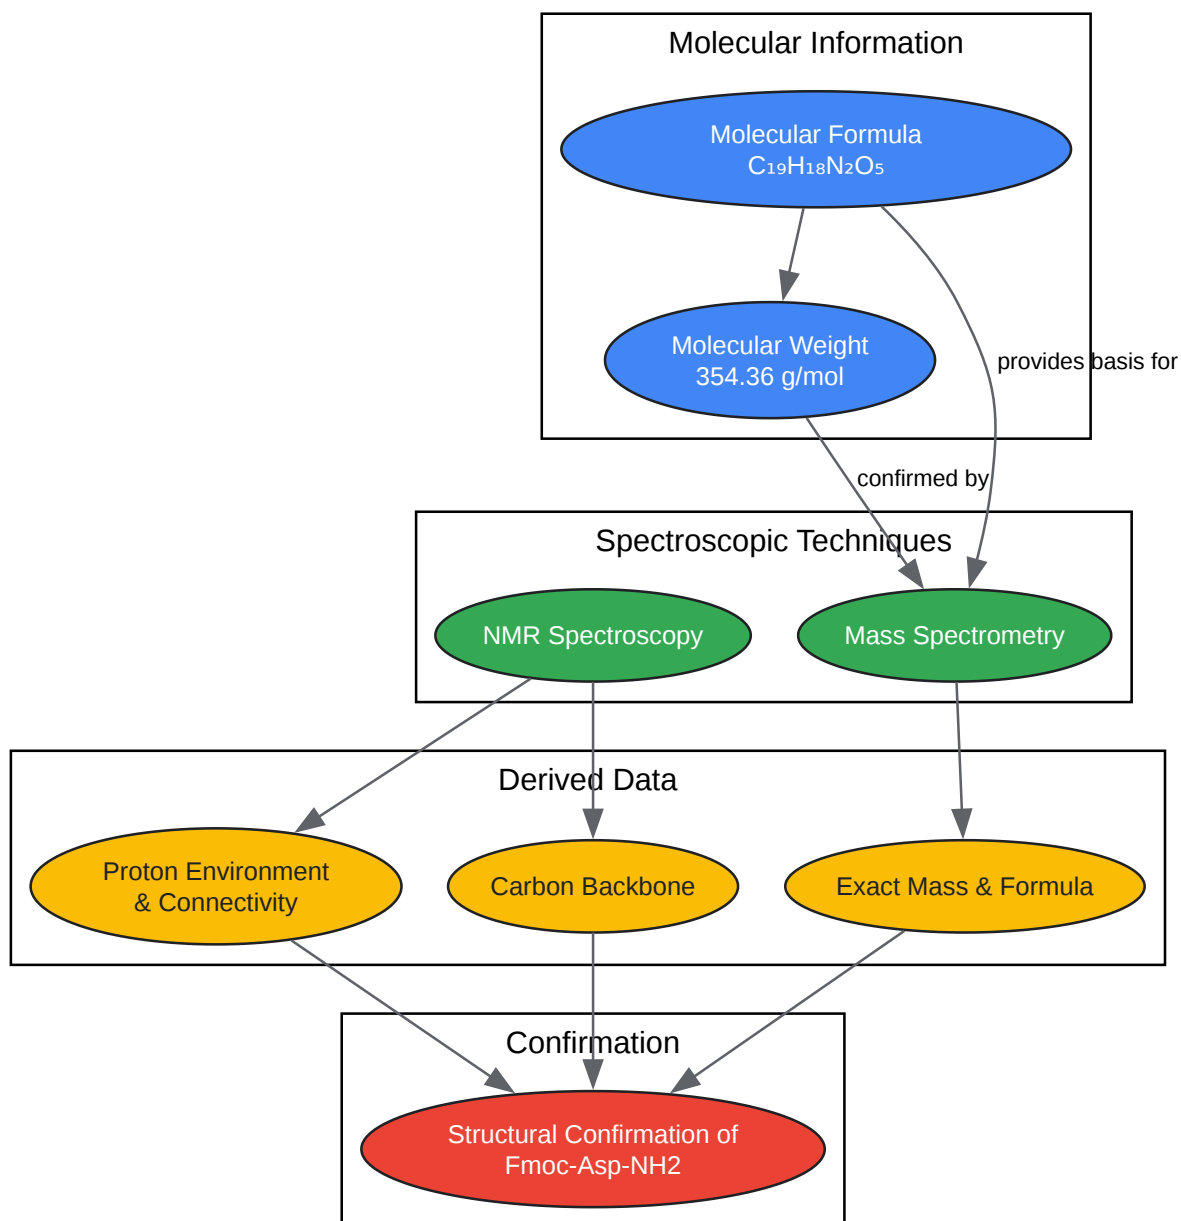 Molecular Information
Molecular Formula
C₁₉H₁₈N₂O₅
Molecular Weight
354.36 g/mol
provides basis for
confirmed by
Spectroscopic Techniques
NMR Spectroscopy
Mass Spectrometry
Derived Data
Proton Environment
& Connectivity
Carbon Backbone
Exact Mass & Formula
Confirmation
Structural Confirmation of
Fmoc-Asp-NH2